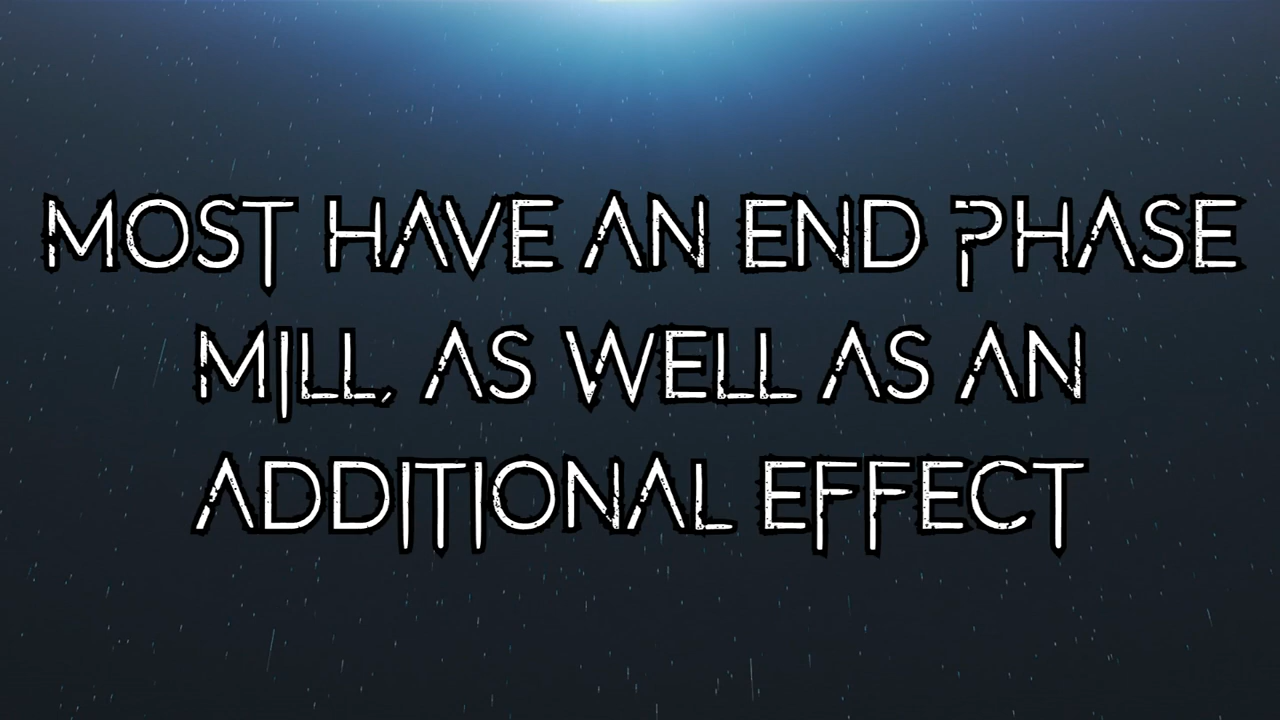 MOST HAVE AN END PHASE
MILL, AS WELL AS AN
ADDITIONAL EFFECT